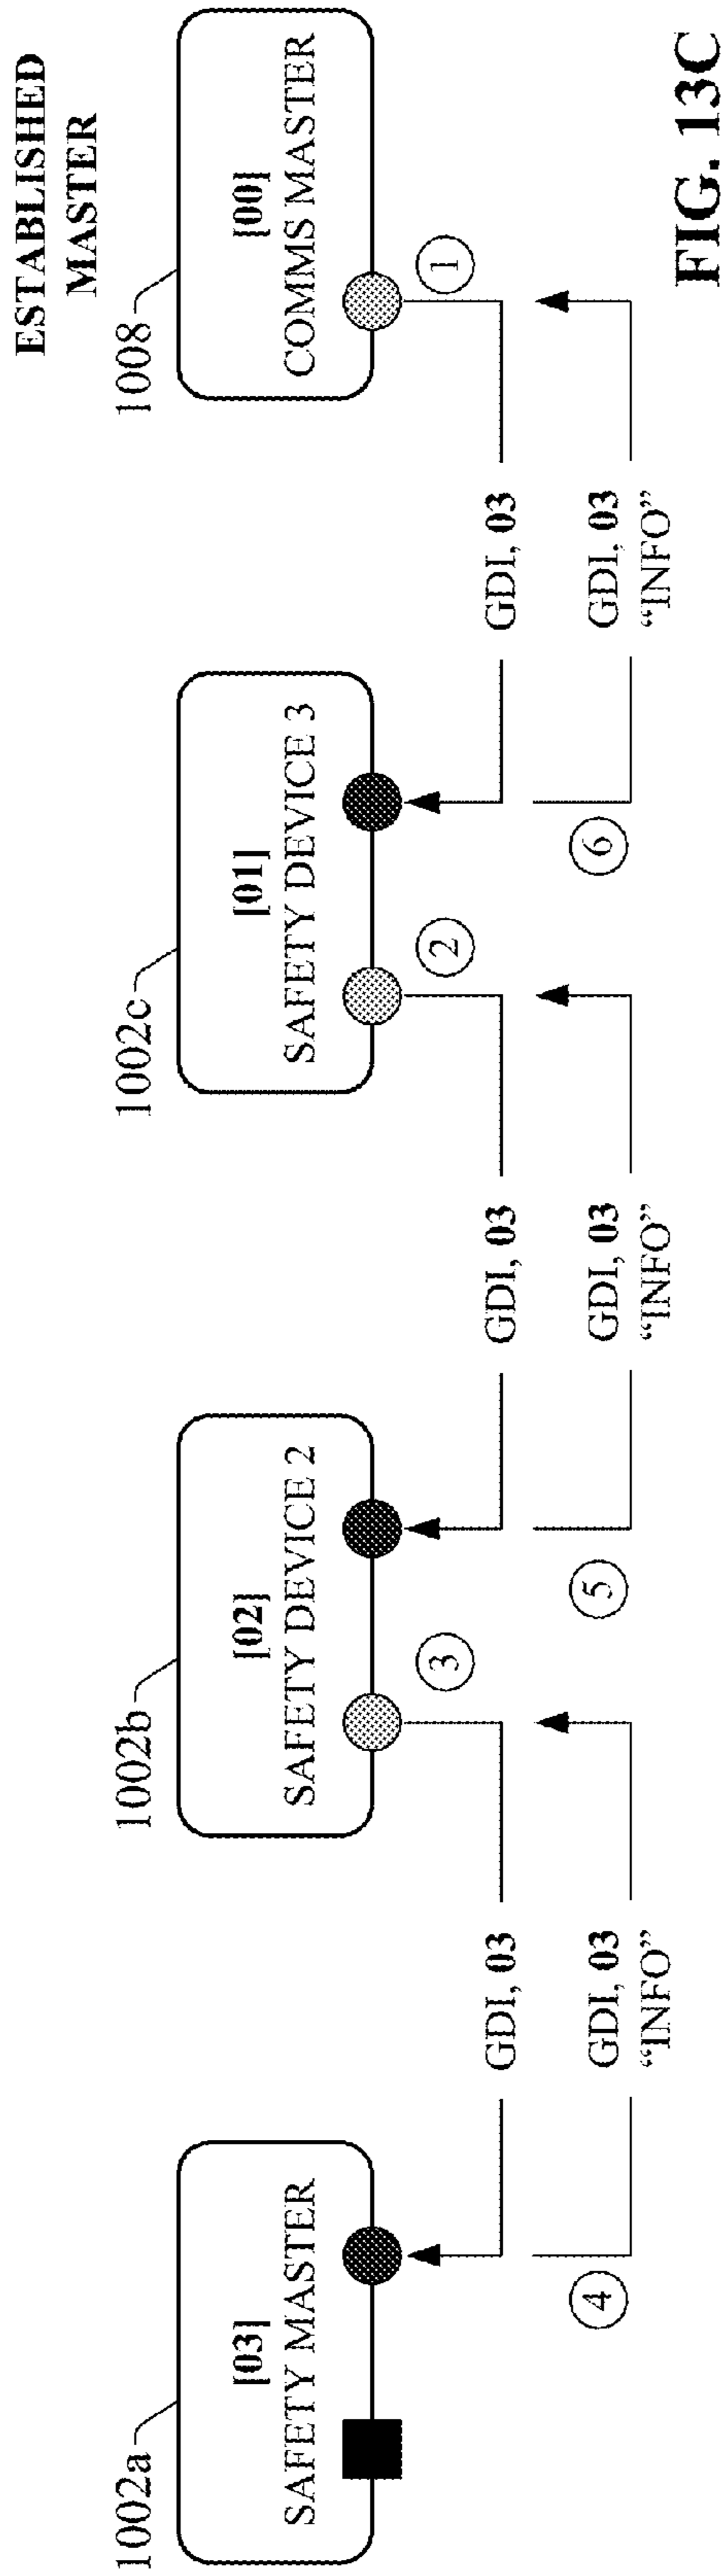 ESTABLISHED
MASTER
1002a
1002b
1002c
1008
[03]
SAFETY MASTER
[02]
SAFETY DEVICE 2
[01]
SAFETY DEVICE 3
[00]
COMMS MASTER
3
2
1
GDI, 03
GDI, 03
GDI, 03
4
5
6
GDI, 03
“INFO”
GDI, 03
“INFO”
GDI, 03
“INFO”
FIG. 13C